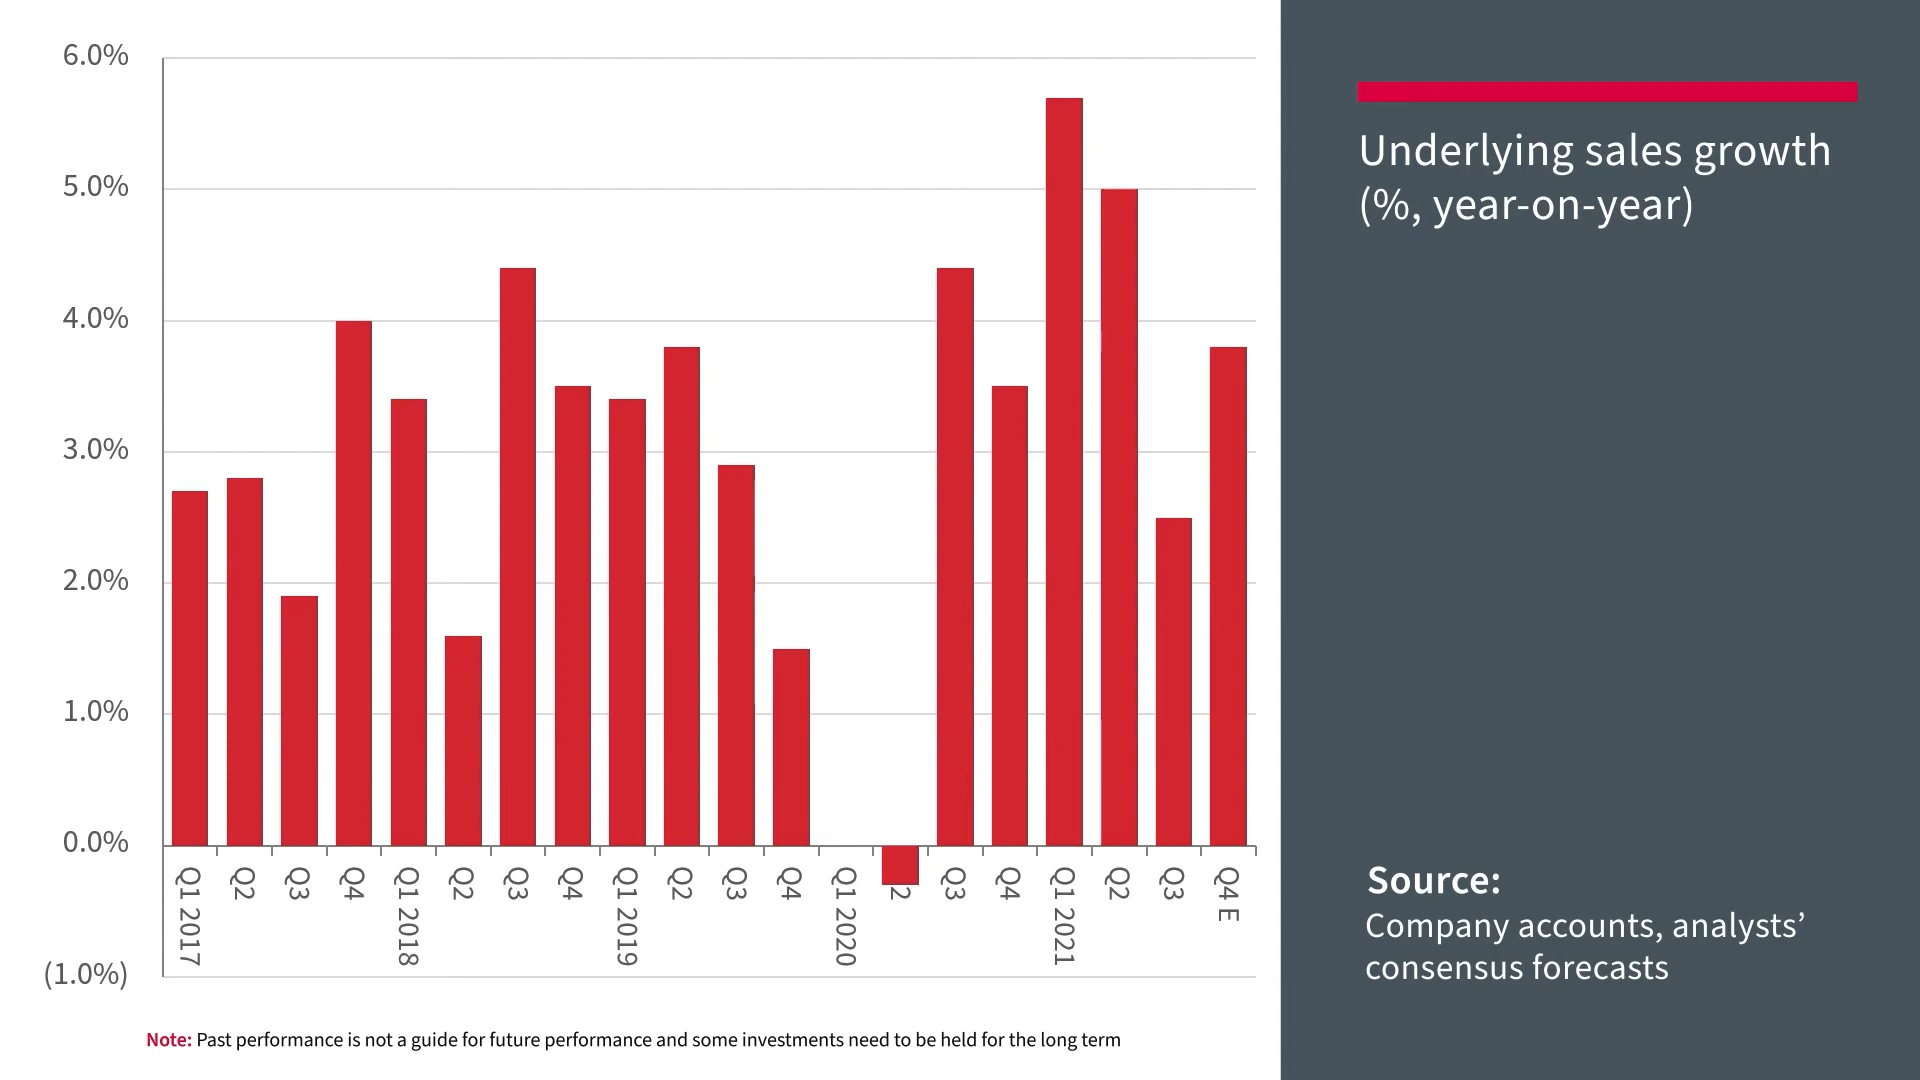 6.0%
5.0%
4.0%
3.0%
2.0%
1.0%
0.0%
(1.0%)
Q1 2017
Q2
Q3
Q4
Q1 2018
Q2
Q3
Q4
Q1 2019
Q2
Q3
Q4
Q1 2020
2
Q3
Q4
Q1 2021
Q2
Q3
Q4 E
Note: Past performance is not a guide for future performance and some investments need to be held for the long term
Underlying sales growth
(%, year-on-year)
Source:
Company accounts, analysts’
consensus forecasts